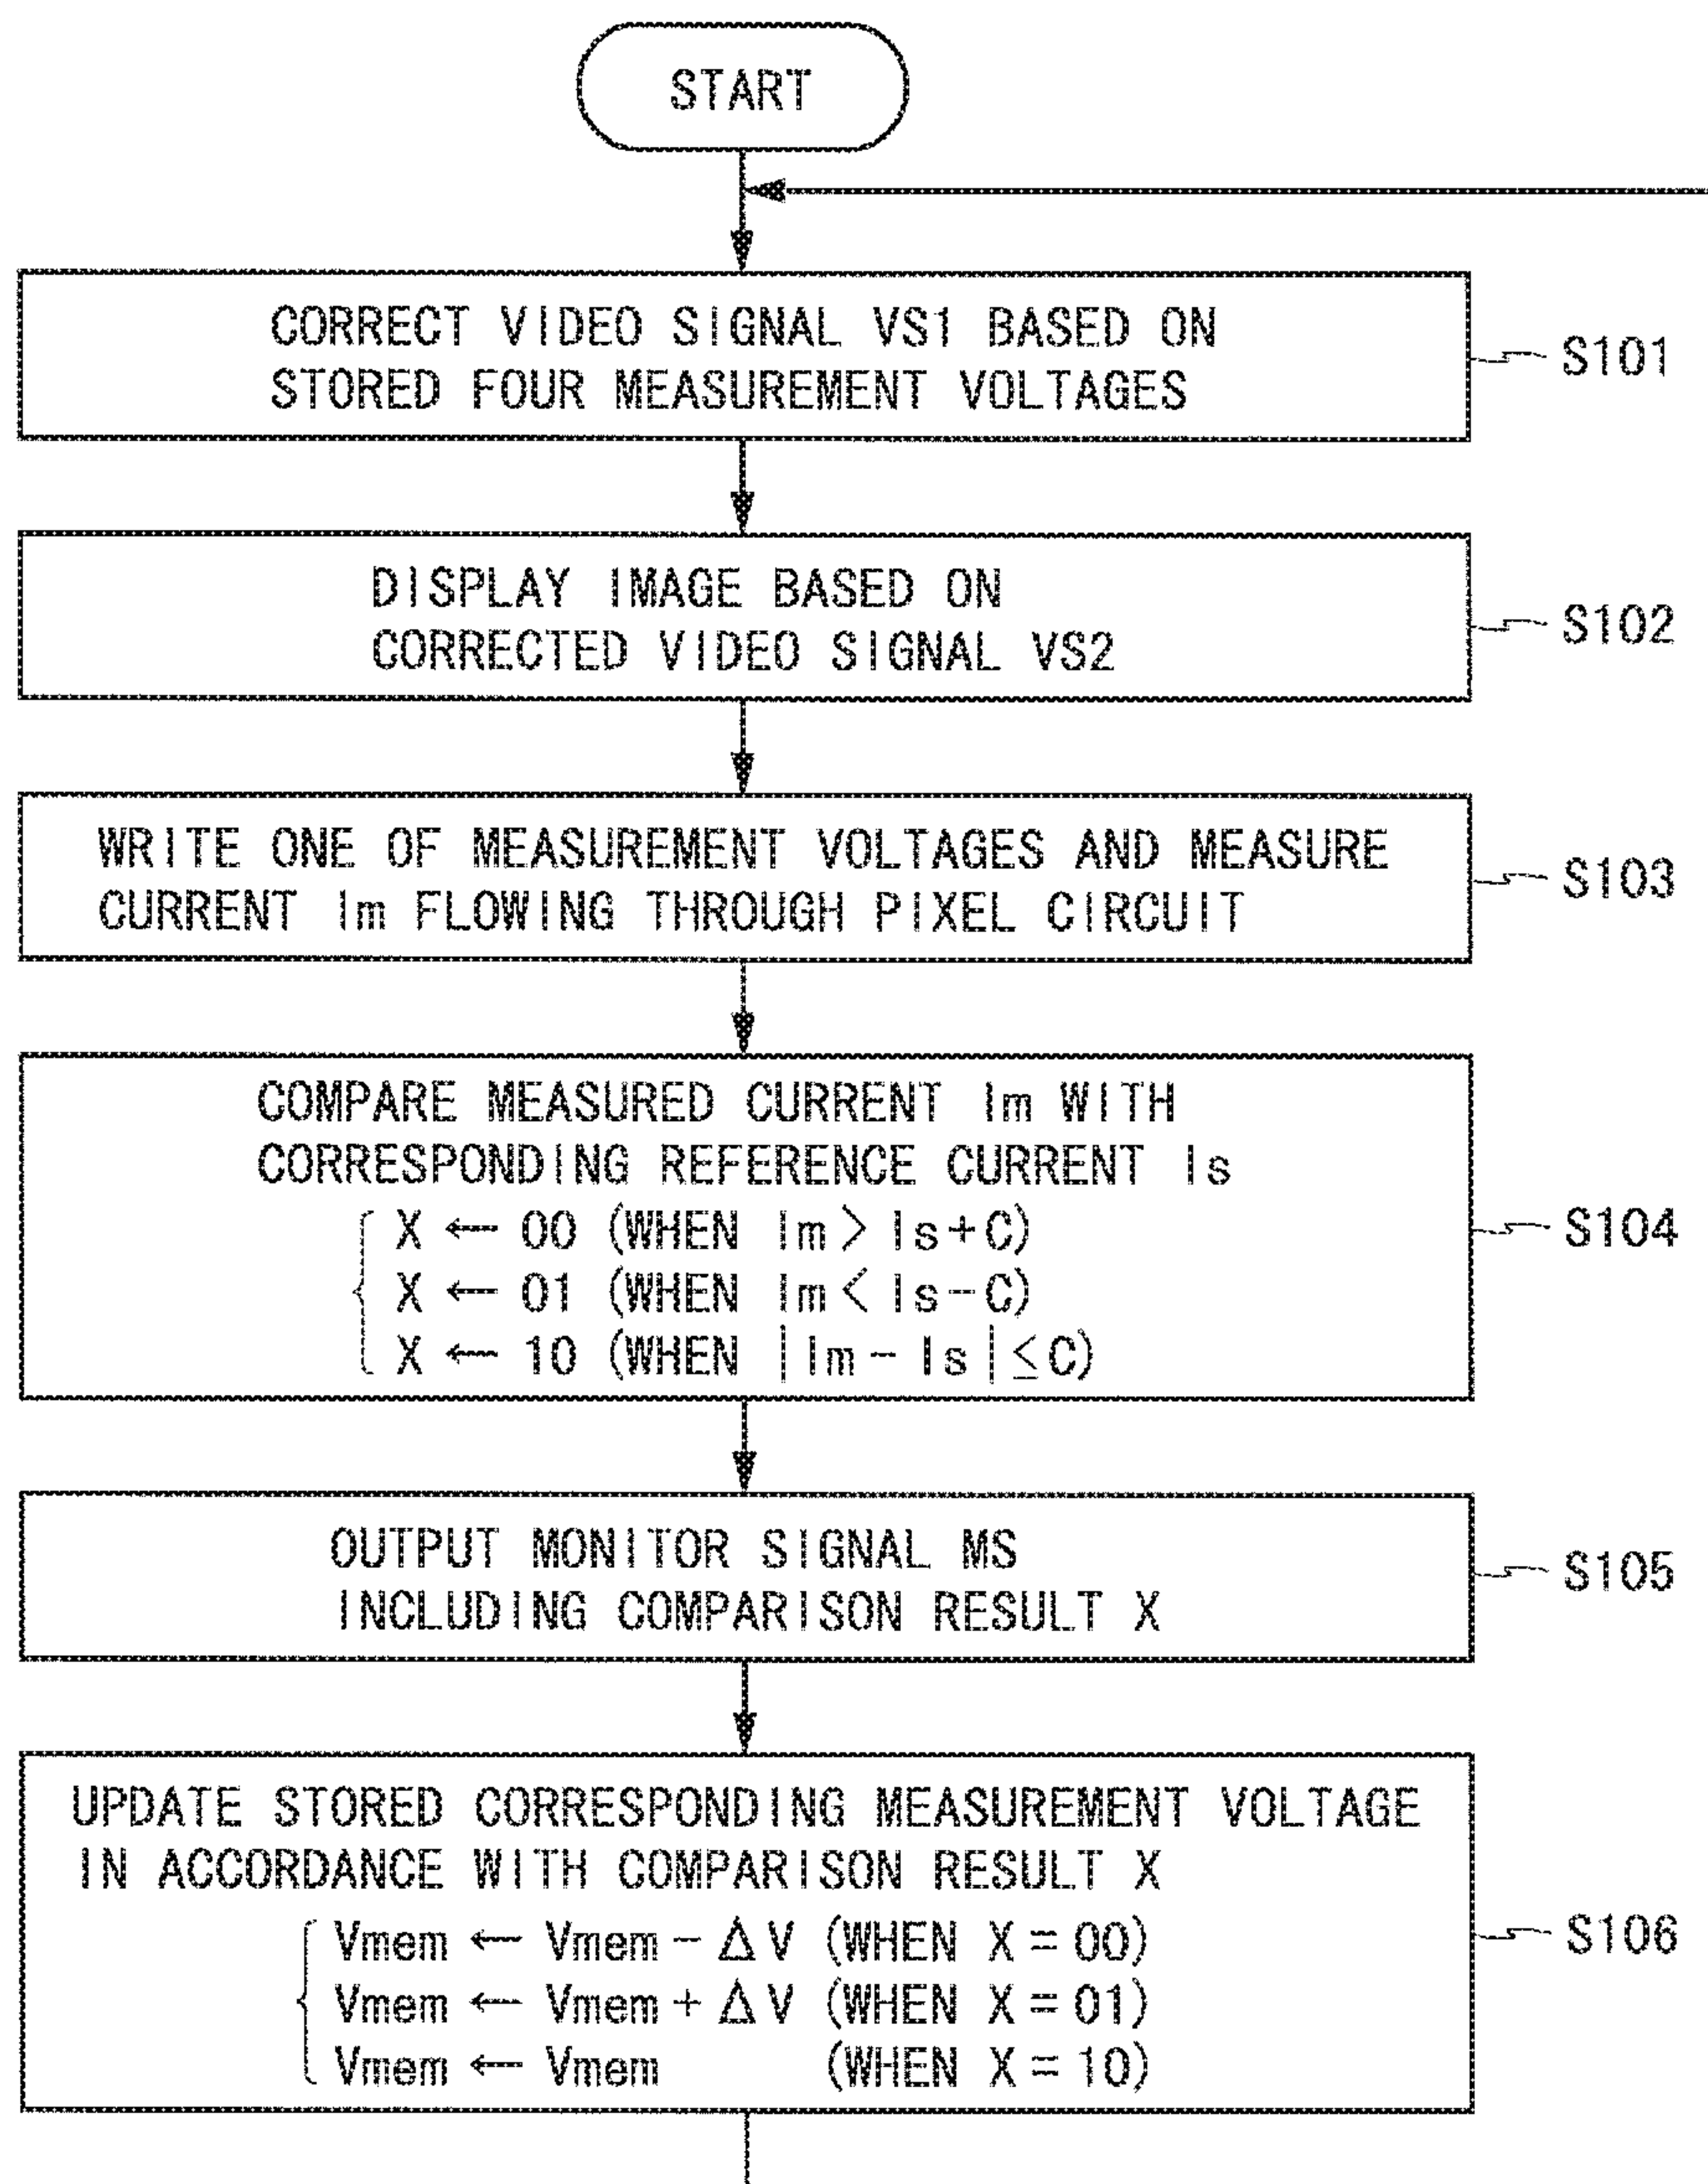 START
CORRECT VIDEO SIGNAL VS1 BASED ON
STORED FOUR MEASUREMENT VOLTAGES
S101
DISPLAY IMAGE BASED ON
CORRECTED VIDEO SIGNAL VS2
S102
WRITE ONE OF MEASUREMENT VOLTAGES AND MEASURE
CURRENT Im FLOWING THROUGH PIXEL CIRCUIT
S103
COMPARE MEASURED CURRENT Im WITH
CORRESPONDING REFERENCE CURRENT Is
X ← 00 (WHEN Im > Is+C)
X ← 01 (WHEN Im < Is-C)
X ← 10 (WHEN |Im - Is| ≤ C)
S104
OUTPUT MONITOR SIGNAL MS
INCLUDING COMPARISON RESULT X
S105
UPDATE STORED CORRESPONDING MEASUREMENT VOLTAGE
IN ACCORDANCE WITH COMPARISON RESULT X
Vmem ← Vmem - ΔV (WHEN X = 00)
Vmem ← Vmem + ΔV (WHEN X = 01)
Vmem ← Vmem (WHEN X = 10)
S106